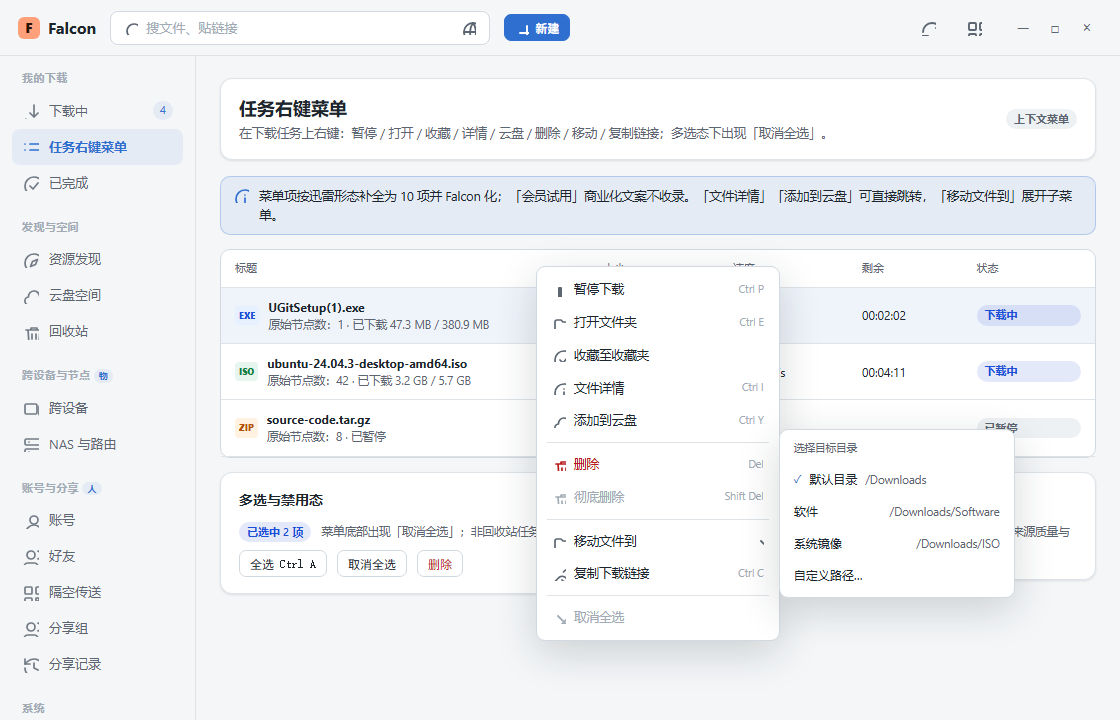 F Falcon
搜文件、贴链接
新建
我的下载
下载中 4
任务右键菜单
已完成
发现与空间
资源发现
云盘空间
回收站
跨设备与节点 物
跨设备
NAS 与路由
账号与分享 人
账号
好友
隔空传送
分享组
分享记录
系统
任务右键菜单
在下载任务上右键：暂停 / 打开 / 收藏 / 详情 / 云盘 / 删除 / 移动 / 复制链接；多选态下出现「取消全选」。
上下文菜单
菜单项按迅雷形态补全为 10 项并 Falcon 化；「会员试用」商业化文案不收录。「文件详情」「添加到云盘」可直接跳转，「移动文件到」展开子菜
单。
标题 剩余 状态
EXE UGitSetup(1).exe
原始节点数：1 · 已下载 47.3 MB / 380.9 MB
00:02:02 下载中
ISO ubuntu-24.04.3-desktop-amd64.iso
原始节点数：42 · 已下载 3.2 GB / 5.7 GB
s 00:04:11 下载中
ZIP source-code.tar.gz
原始节点数：8 · 已暂停
已暂停
多选与禁用态
已选中 2 项 菜单底部出现「取消全选」；非回收站任务
来源质量与
全选 Ctrl A 取消全选 删除
暂停下载 Ctrl P
打开文件夹 Ctrl E
收藏至收藏夹
文件详情 Ctrl I
添加到云盘 Ctrl Y
删除 Del
彻底删除 Shift Del
移动文件到
复制下载链接 Ctrl C
取消全选
选择目标目录
✓ 默认目录 /Downloads
软件 /Downloads/Software
系统镜像 /Downloads/ISO
自定义路径...